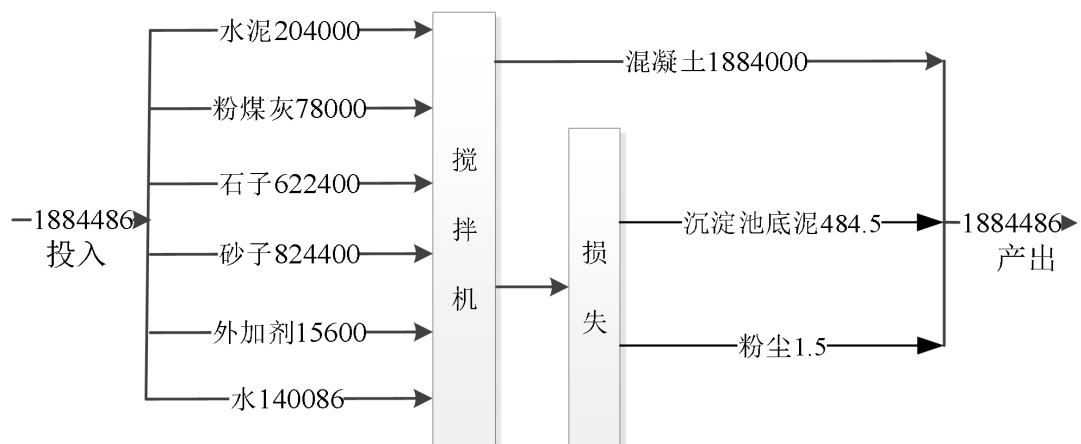 水泥204000
粉煤灰78000
石子622400
砂子824400
外加剂15600
水140086
1884486
投入
搅拌机
混凝土1884000
损失
沉淀池底泥484.5
粉尘1.5
1884486
产出